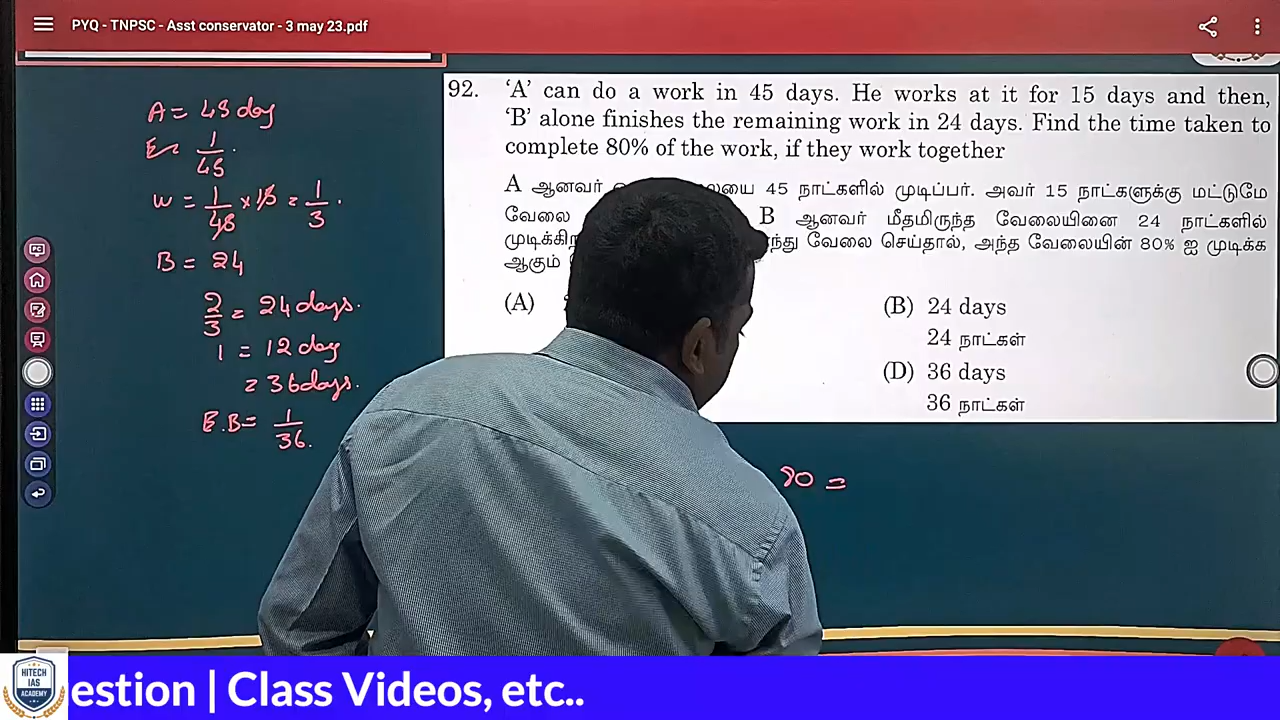 PYQ - TNPSC - Asst conservator - 3 may 23.pdf
A = 45 day
E = 1/45.
W = 1/45 × 15 = 1/3.
B = 24
2/3 = 24 days.
1 = 12 day
= 36 days.
E.B = 1/36.
92. 'A' can do a work in 45 days. He works at it for 15 days and then,
'B' alone finishes the remaining work in 24 days. Find the time taken to
complete 80% of the work, if they work together
A ஆனவர் 45 நாட்களில் முடிப்பர். அவர் 15 நாட்களுக்கு மட்டுமே
வேலை B ஆனவர் மீதமிருந்த வேலையினை 24 நாட்களில்
வேலை செய்தால், அந்த வேலையின் 80% ஐ முடிக்க
ஆகும்
(A)
(B) 24 days
24 நாட்கள்
(D) 36 days
36 நாட்கள்
80 =
HITECH
IAS
ACADEMY
estion | Class Videos, etc..